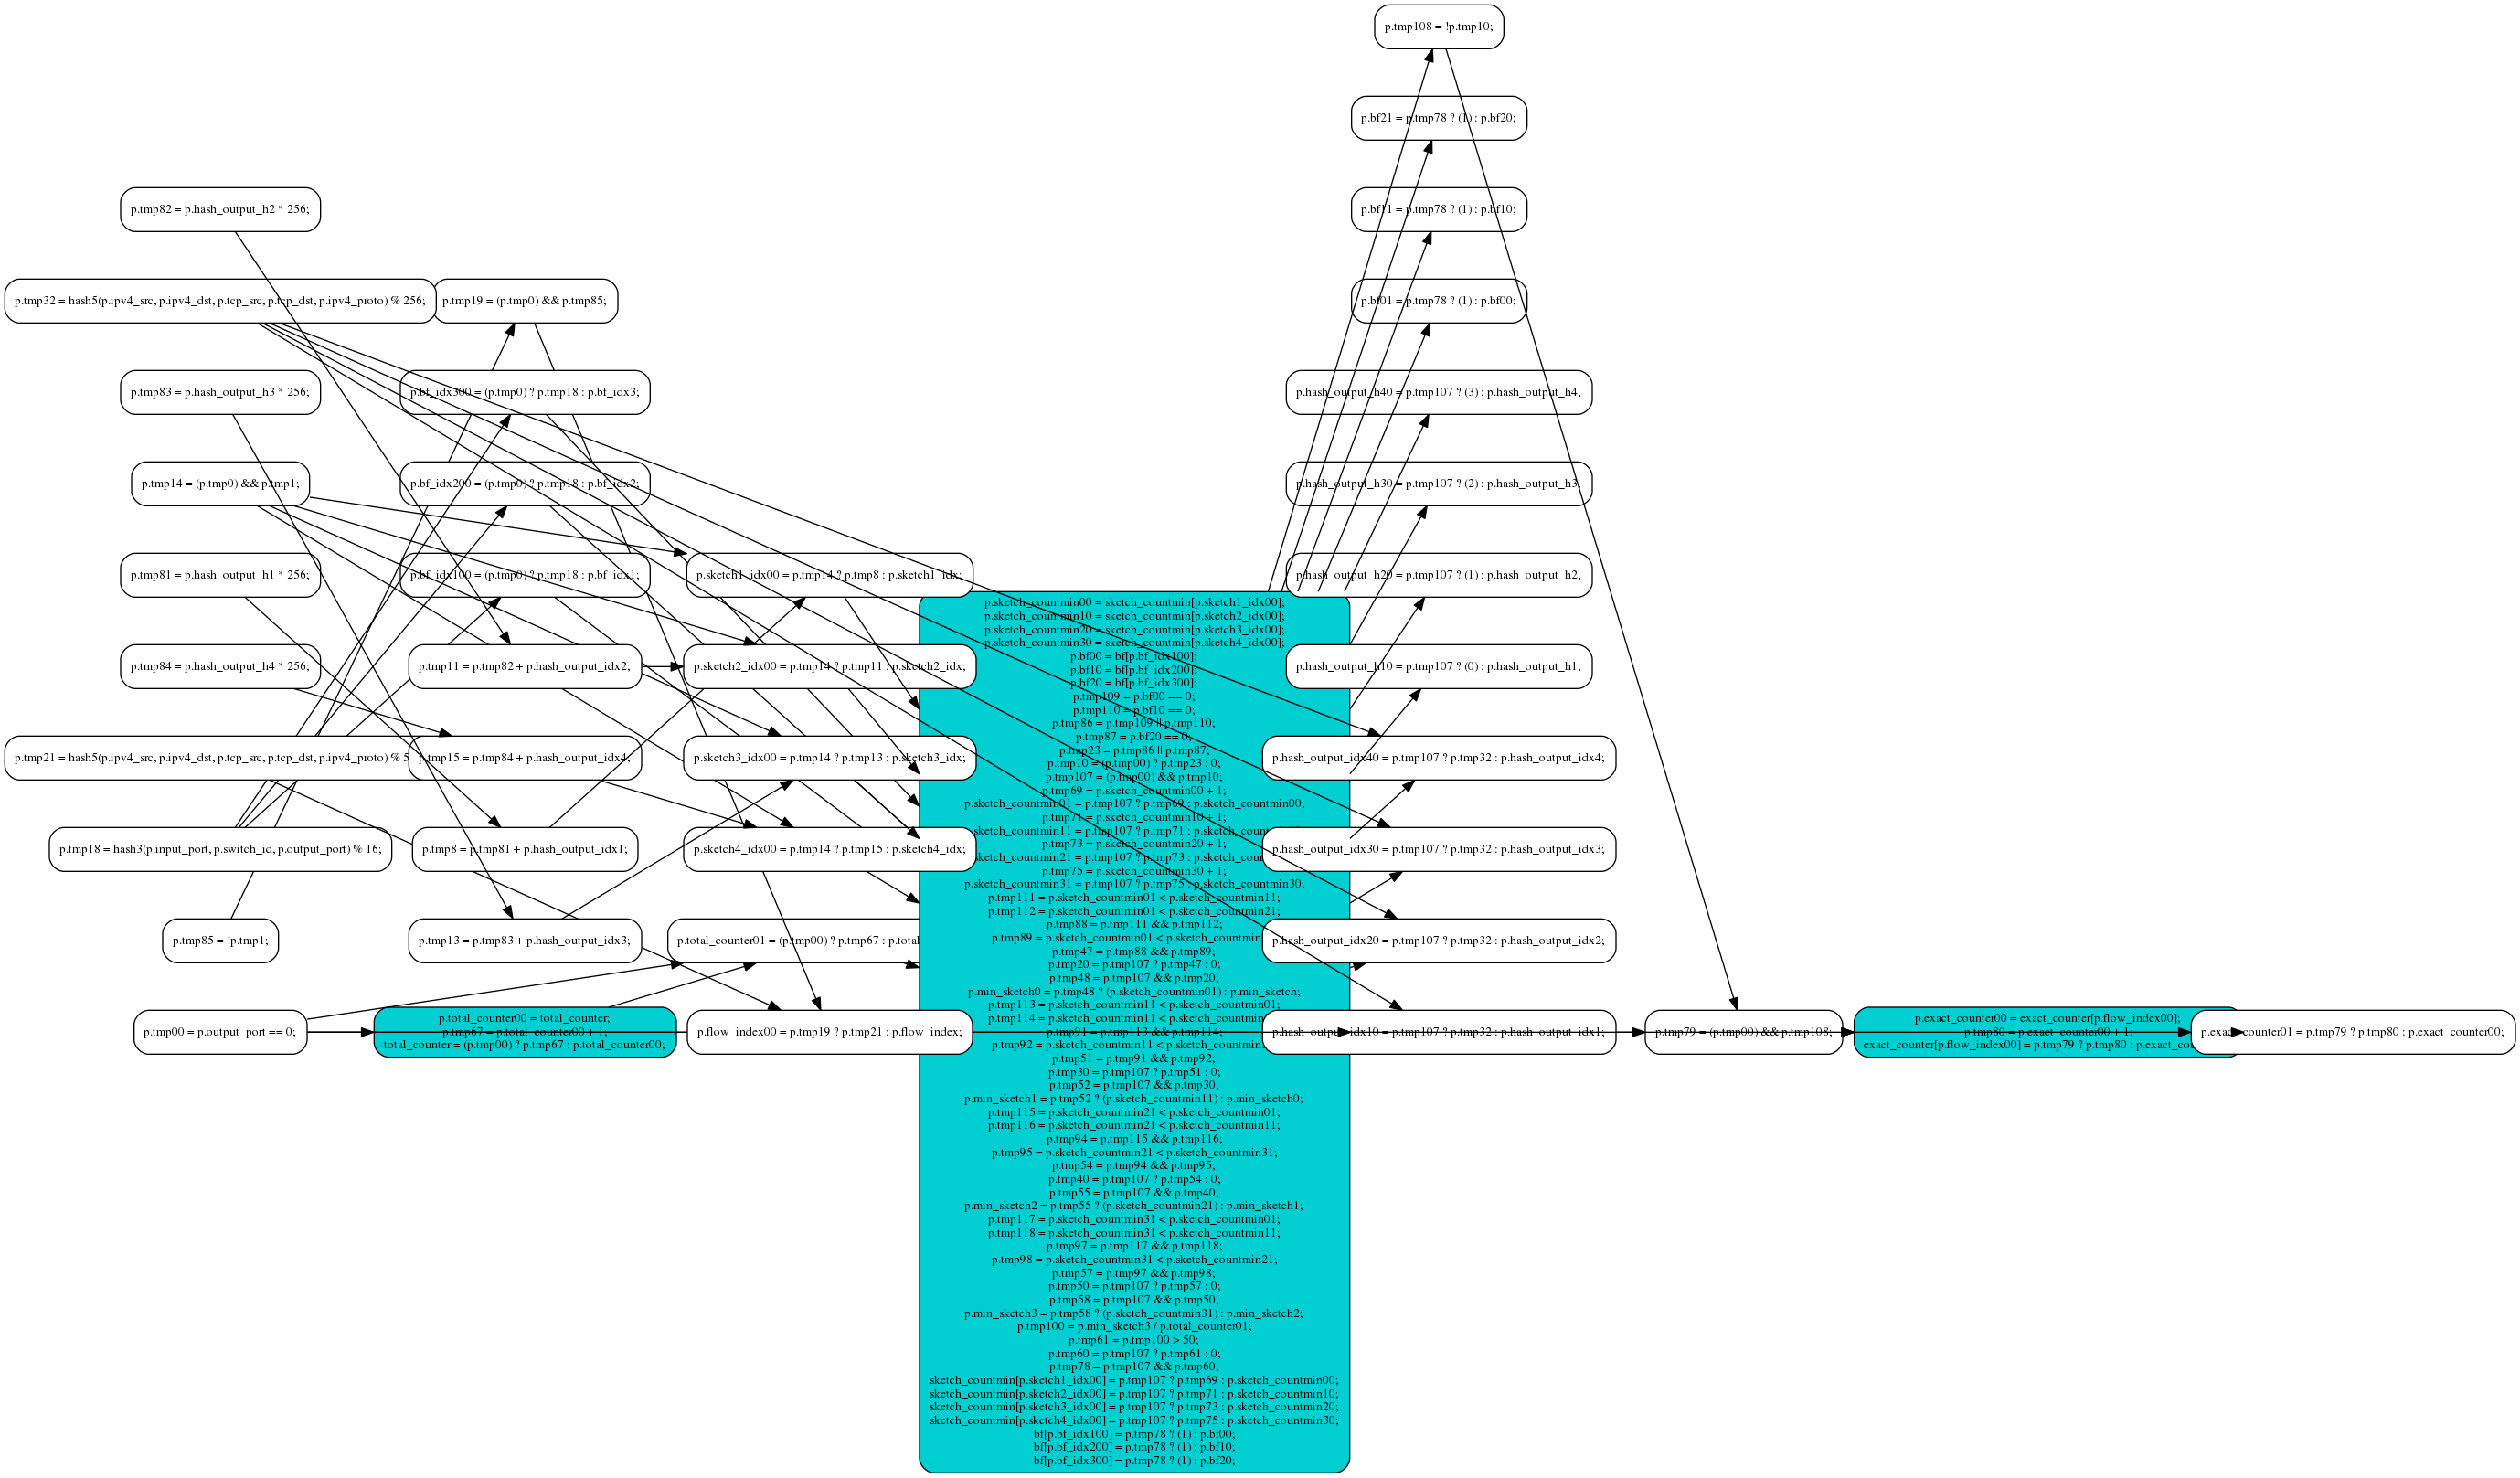 p.tmp108 = !p.tmp10;
p.bf21 = p.tmp78 ? (1) : p.bf20;
p.tmp82 = p.hash_output_h2 * 256;
p.bf11 = p.tmp78 ? (1) : p.bf10;
p.tmp32 = hash5(p.ipv4_src, p.ipv4_dst, p.tcp_src, p.tcp_dst, p.ipv4_proto) % 256;
p.tmp19 = (p.tmp0) && p.tmp85;
p.bf01 = p.tmp78 ? (1) : p.bf00;
p.tmp83 = p.hash_output_h3 * 256;
p.bf_idx300 = (p.tmp0) ? p.tmp18 : p.bf_idx3;
p.hash_output_h40 = p.tmp107 ? (3) : p.hash_output_h4;
p.tmp14 = (p.tmp0) && p.tmp1;
p.bf_idx200 = (p.tmp0) ? p.tmp18 : p.bf_idx2;
p.hash_output_h30 = p.tmp107 ? (2) : p.hash_output_h3;
p.tmp81 = p.hash_output_h1 * 256;
p.bf_idx100 = (p.tmp0) ? p.tmp18 : p.bf_idx1;
p.sketch1_idx00 = p.tmp14 ? p.tmp8 : p.sketch1_idx;
p.hash_output_h20 = p.tmp107 ? (1) : p.hash_output_h2;
p.tmp84 = p.hash_output_h4 * 256;
p.tmp11 = p.tmp82 + p.hash_output_idx2;
p.sketch2_idx00 = p.tmp14 ? p.tmp11 : p.sketch2_idx;
p.hash_output_h10 = p.tmp107 ? (0) : p.hash_output_h1;
p.tmp21 = hash5(p.ipv4_src, p.ipv4_dst, p.tcp_src, p.tcp_dst, p.ipv4_proto) % 5
p.tmp15 = p.tmp84 + p.hash_output_idx4;
p.sketch3_idx00 = p.tmp14 ? p.tmp13 : p.sketch3_idx;
p.hash_output_idx40 = p.tmp107 ? p.tmp32 : p.hash_output_idx4;
p.tmp18 = hash3(p.input_port, p.switch_id, p.output_port) % 16;
p.tmp8 = p.tmp81 + p.hash_output_idx1;
p.sketch4_idx00 = p.tmp14 ? p.tmp15 : p.sketch4_idx;
p.hash_output_idx30 = p.tmp107 ? p.tmp32 : p.hash_output_idx3;
p.tmp85 = !p.tmp1;
p.tmp13 = p.tmp83 + p.hash_output_idx3;
p.total_counter01 = (p.tmp00) ? p.tmp67 : p.total
p.hash_output_idx20 = p.tmp107 ? p.tmp32 : p.hash_output_idx2;
p.tmp00 = p.output_port == 0;
p.total_counter00 = total_counter;
p.tmp67 = p.total_counter00 + 1;
total_counter = (p.tmp00) ? p.tmp67 : p.total_counter00;
p.flow_index00 = p.tmp19 ? p.tmp21 : p.flow_index;
p.sketch_countmin00 = sketch_countmin[p.sketch1_idx00];
p.sketch_countmin10 = sketch_countmin[p.sketch2_idx00];
p.sketch_countmin20 = sketch_countmin[p.sketch3_idx00];
p.sketch_countmin30 = sketch_countmin[p.sketch4_idx00];
p.bf00 = bf[p.bf_idx100];
p.bf10 = bf[p.bf_idx200];
p.bf20 = bf[p.bf_idx300];
p.tmp109 = p.bf00 == 0;
p.tmp110 = p.bf10 == 0;
p.tmp86 = p.tmp109 || p.tmp110;
p.tmp87 = p.bf20 == 0;
p.tmp23 = p.tmp86 || p.tmp87;
p.tmp10 = (p.tmp00) ? p.tmp23 : 0;
p.tmp107 = (p.tmp00) && p.tmp10;
p.tmp69 = p.sketch_countmin00 + 1;
p.sketch_countmin01 = p.tmp107 ? p.tmp69 : p.sketch_countmin00;
p.tmp71 = p.sketch_countmin10 + 1;
sketch_countmin11 = p.tmp107 ? p.tmp71 : p.sketch_coun
p.tmp73 = p.sketch_countmin20 + 1;
sketch_countmin21 = p.tmp107 ? p.tmp73 : p.sketch_coun
p.tmp75 = p.sketch_countmin30 + 1;
p.sketch_countmin31 = p.tmp107 ? p.tmp75 : p.sketch_countmin30;
p.tmp111 = p.sketch_countmin01 < p.sketch_countmin11;
p.tmp112 = p.sketch_countmin01 < p.sketch_countmin21;
p.tmp88 = p.tmp111 && p.tmp112;
p.tmp89 = p.sketch_countmin01 < p.sketch_countmin
p.tmp47 = p.tmp88 && p.tmp89;
p.tmp20 = p.tmp107 ? p.tmp47 : 0;
p.tmp48 = p.tmp107 && p.tmp20;
p.min_sketch0 = p.tmp48 ? (p.sketch_countmin01) : p.min_sketch;
p.tmp113 = p.sketch_countmin11 < p.sketch_countmin01;
p.tmp114 = p.sketch_countmin11 < p.sketch_countmin
p.tmp91 = p.tmp113 && p.tmp114;
p.tmp92 = p.sketch_countmin11 < p.sketch_countmin
p.tmp51 = p.tmp91 && p.tmp92;
p.tmp30 = p.tmp107 ? p.tmp51 : 0;
p.tmp52 = p.tmp107 && p.tmp30;
p.min_sketch1 = p.tmp52 ? (p.sketch_countmin11) : p.min_sketch0;
p.tmp115 = p.sketch_countmin21 < p.sketch_countmin01;
p.tmp116 = p.sketch_countmin21 < p.sketch_countmin11;
p.tmp94 = p.tmp115 && p.tmp116;
p.tmp95 = p.sketch_countmin21 < p.sketch_countmin31;
p.tmp54 = p.tmp94 && p.tmp95;
p.tmp40 = p.tmp107 ? p.tmp54 : 0;
p.tmp55 = p.tmp107 && p.tmp40;
p.min_sketch2 = p.tmp55 ? (p.sketch_countmin21) : p.min_sketch1;
p.tmp117 = p.sketch_countmin31 < p.sketch_countmin01;
p.tmp118 = p.sketch_countmin31 < p.sketch_countmin11;
p.tmp97 = p.tmp117 && p.tmp118;
p.tmp98 = p.sketch_countmin31 < p.sketch_countmin21;
p.tmp57 = p.tmp97 && p.tmp98;
p.tmp50 = p.tmp107 ? p.tmp57 : 0;
p.tmp58 = p.tmp107 && p.tmp50;
p.min_sketch3 = p.tmp58 ? (p.sketch_countmin31) : p.min_sketch2;
p.tmp100 = p.min_sketch3 / p.total_counter01;
p.tmp61 = p.tmp100 > 50;
p.tmp60 = p.tmp107 ? p.tmp61 : 0;
p.tmp78 = p.tmp107 && p.tmp60;
sketch_countmin[p.sketch1_idx00] = p.tmp107 ? p.tmp69 : p.sketch_countmin00;
sketch_countmin[p.sketch2_idx00] = p.tmp107 ? p.tmp71 : p.sketch_countmin10;
sketch_countmin[p.sketch3_idx00] = p.tmp107 ? p.tmp73 : p.sketch_countmin20;
sketch_countmin[p.sketch4_idx00] = p.tmp107 ? p.tmp75 : p.sketch_countmin30;
bf[p.bf_idx100] = p.tmp78 ? (1) : p.bf00;
bf[p.bf_idx200] = p.tmp78 ? (1) : p.bf10;
bf[p.bf_idx300] = p.tmp78 ? (1) : p.bf20;
p.hash_output_idx10 = p.tmp107 ? p.tmp32 : p.hash_output_idx1;
p.tmp79 = (p.tmp00) && p.tmp108;
p.exact_counter00 = exact_counter[p.flow_index00];
p.tmp80 = p.exact_counter00 + 1;
exact_counter[p.flow_index00] = p.tmp79 ? p.tmp80 : p.exact_cou
p.exact_counter01 = p.tmp79 ? p.tmp80 : p.exact_counter00;